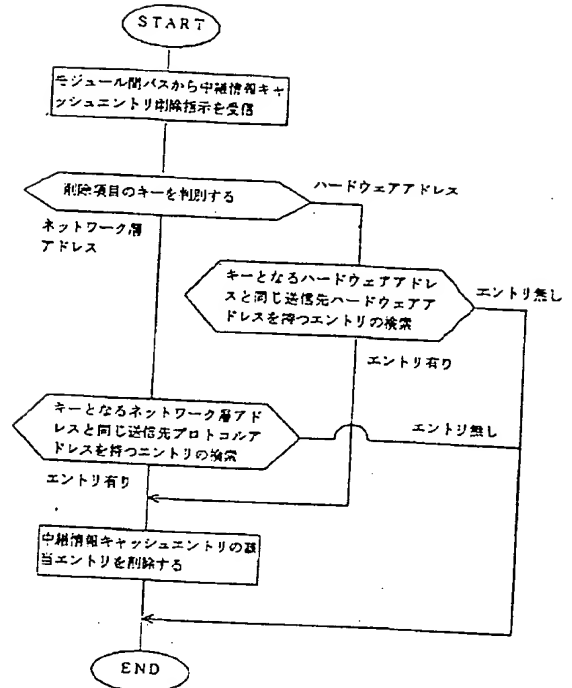 START
モジュール間バスから中継情報キャ
ッシュエントリ削除指示を受信
削除項目のキーを判別する
ハードウェアアドレス
ネットワーク層
アドレス
キーとなるハードウェアアドレ
スと同じ送信先ハードウェアア
ドレスを持つエントリの検索
エントリ無し
エントリ有り
キーとなるネットワーク層アド
レスと同じ送信先プロトコルア
ドレスを持つエントリの検索
エントリ無し
エントリ有り
中継情報キャッシュエントリの該
当エントリを削除する
END